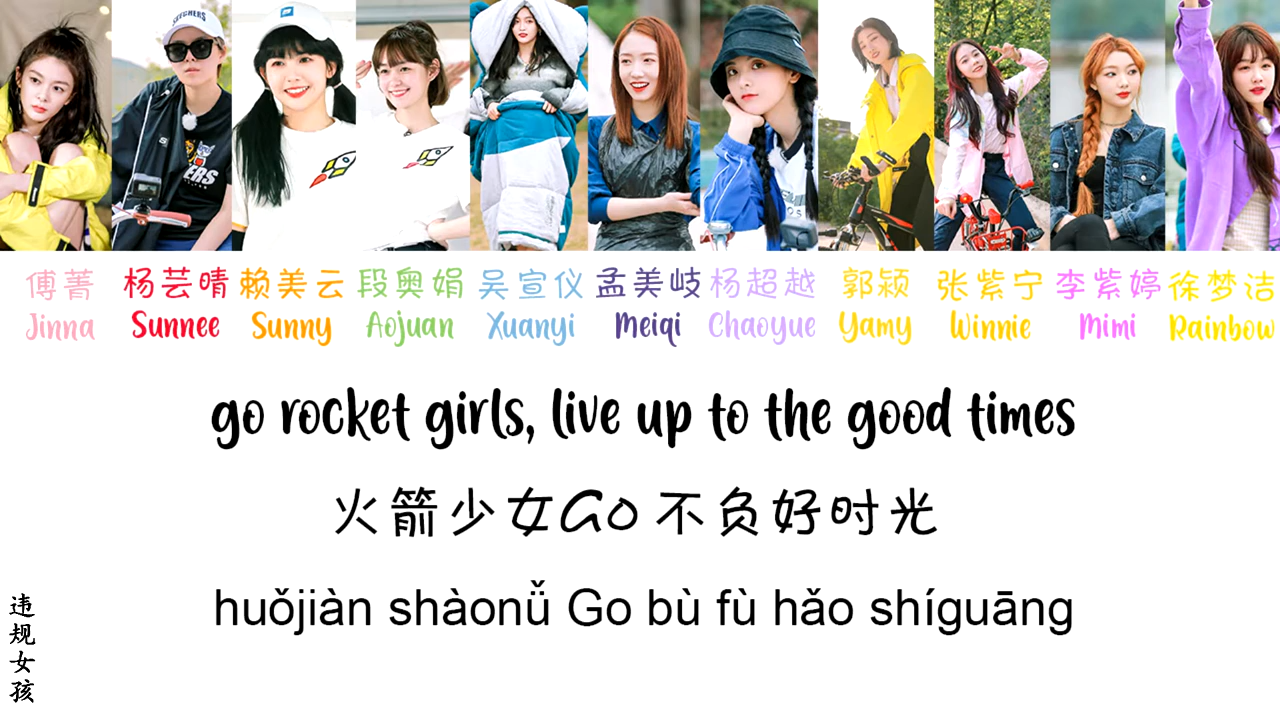 傅菁 杨芸晴 赖美云 段奥娟 吴宣仪 孟美岐 杨超越 郭颖 张紫宁 李紫婷 徐梦洁
Jinna Sunnee Sunny Aojuan Xuanyi Meiqi Chaoyue Yamy Winnie Mimi Rainbow
go rocket girls, live up to the good times
火箭少女Go 不负好时光
huǒjiàn shàonǚ Go bù fù hǎo shíguāng
违规女孩